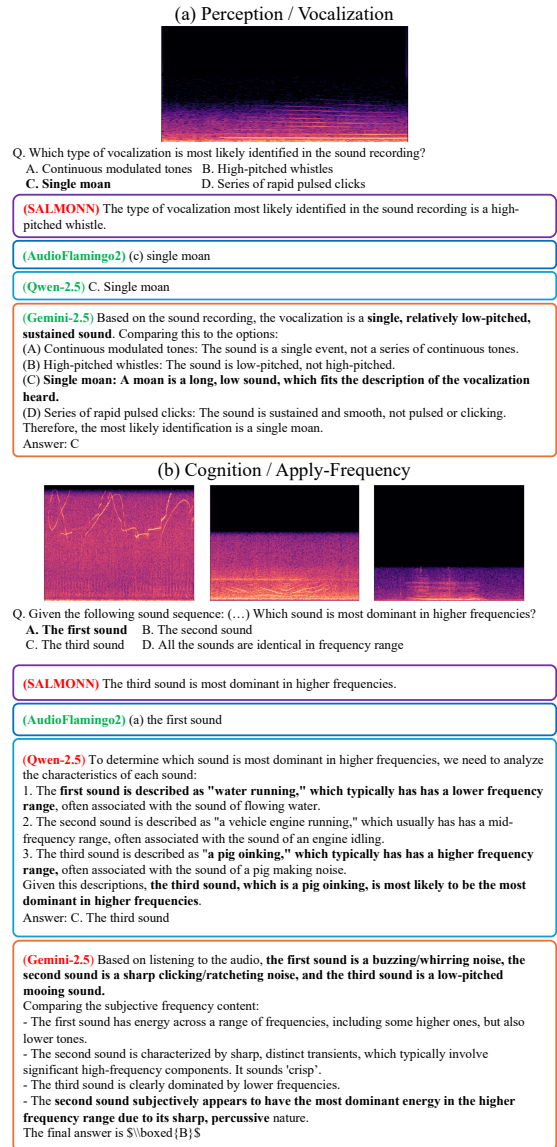 (a) Perception / Vocalization
Q. Which type of vocalization is most likely identified in the sound recording?
A. Continuous modulated tones B. High-pitched whistles
C. Single moan D. Series of rapid pulsed clicks
(SALMONN) The type of vocalization most likely identified in the sound recording is a high-
pitched whistle.
(AudioFlamingo2) (c) single moan
(Qwen-2.5) C. Single moan
(Gemini-2.5) Based on the sound recording, the vocalization is a single, relatively low-pitched,
sustained sound. Comparing this to the options:
(A) Continuous modulated tones: The sound is a single event, not a series of continuous tones.
(B) High-pitched whistles: The sound is low-pitched, not high-pitched.
(C) Single moan: A moan is a long, low sound, which fits the description of the vocalization
heard.
(D) Series of rapid pulsed clicks: The sound is sustained and smooth, not pulsed or clicking.
Therefore, the most likely identification is a single moan.
Answer: C
(b) Cognition / Apply-Frequency
Q. Given the following sound sequence: (…) Which sound is most dominant in higher frequencies?
A. The first sound B. The second sound
C. The third sound D. All the sounds are identical in frequency range
(SALMONN) The third sound is most dominant in higher frequencies.
(AudioFlamingo2) (a) the first sound
(Qwen-2.5) To determine which sound is most dominant in higher frequencies, we need to analyze
the characteristics of each sound:
1. The first sound is described as "water running," which typically has has a lower frequency
range, often associated with the sound of flowing water.
2. The second sound is described as "a vehicle engine running," which usually has has a mid-
frequency range, often associated with the sound of an engine idling.
3. The third sound is described as "a pig oinking," which typically has has a higher frequency
range, often associated with the sound of a pig making noise.
Given this descriptions, the third sound, which is a pig oinking, is most likely to be the most
dominant in higher frequencies.
Answer: C. The third sound
(Gemini-2.5) Based on listening to the audio, the first sound is a buzzing/whirring noise, the
second sound is a sharp clicking/ratcheting noise, and the third sound is a low-pitched
mooing sound.
Comparing the subjective frequency content:
- The first sound has energy across a range of frequencies, including some higher ones, but also
lower tones.
- The second sound is characterized by sharp, distinct transients, which typically involve
significant high-frequency components. It sounds 'crisp'.
- The third sound is clearly dominated by lower frequencies.
- The second sound subjectively appears to have the most dominant energy in the higher
frequency range due to its sharp, percussive nature.
The final answer is $\\boxed{B}$